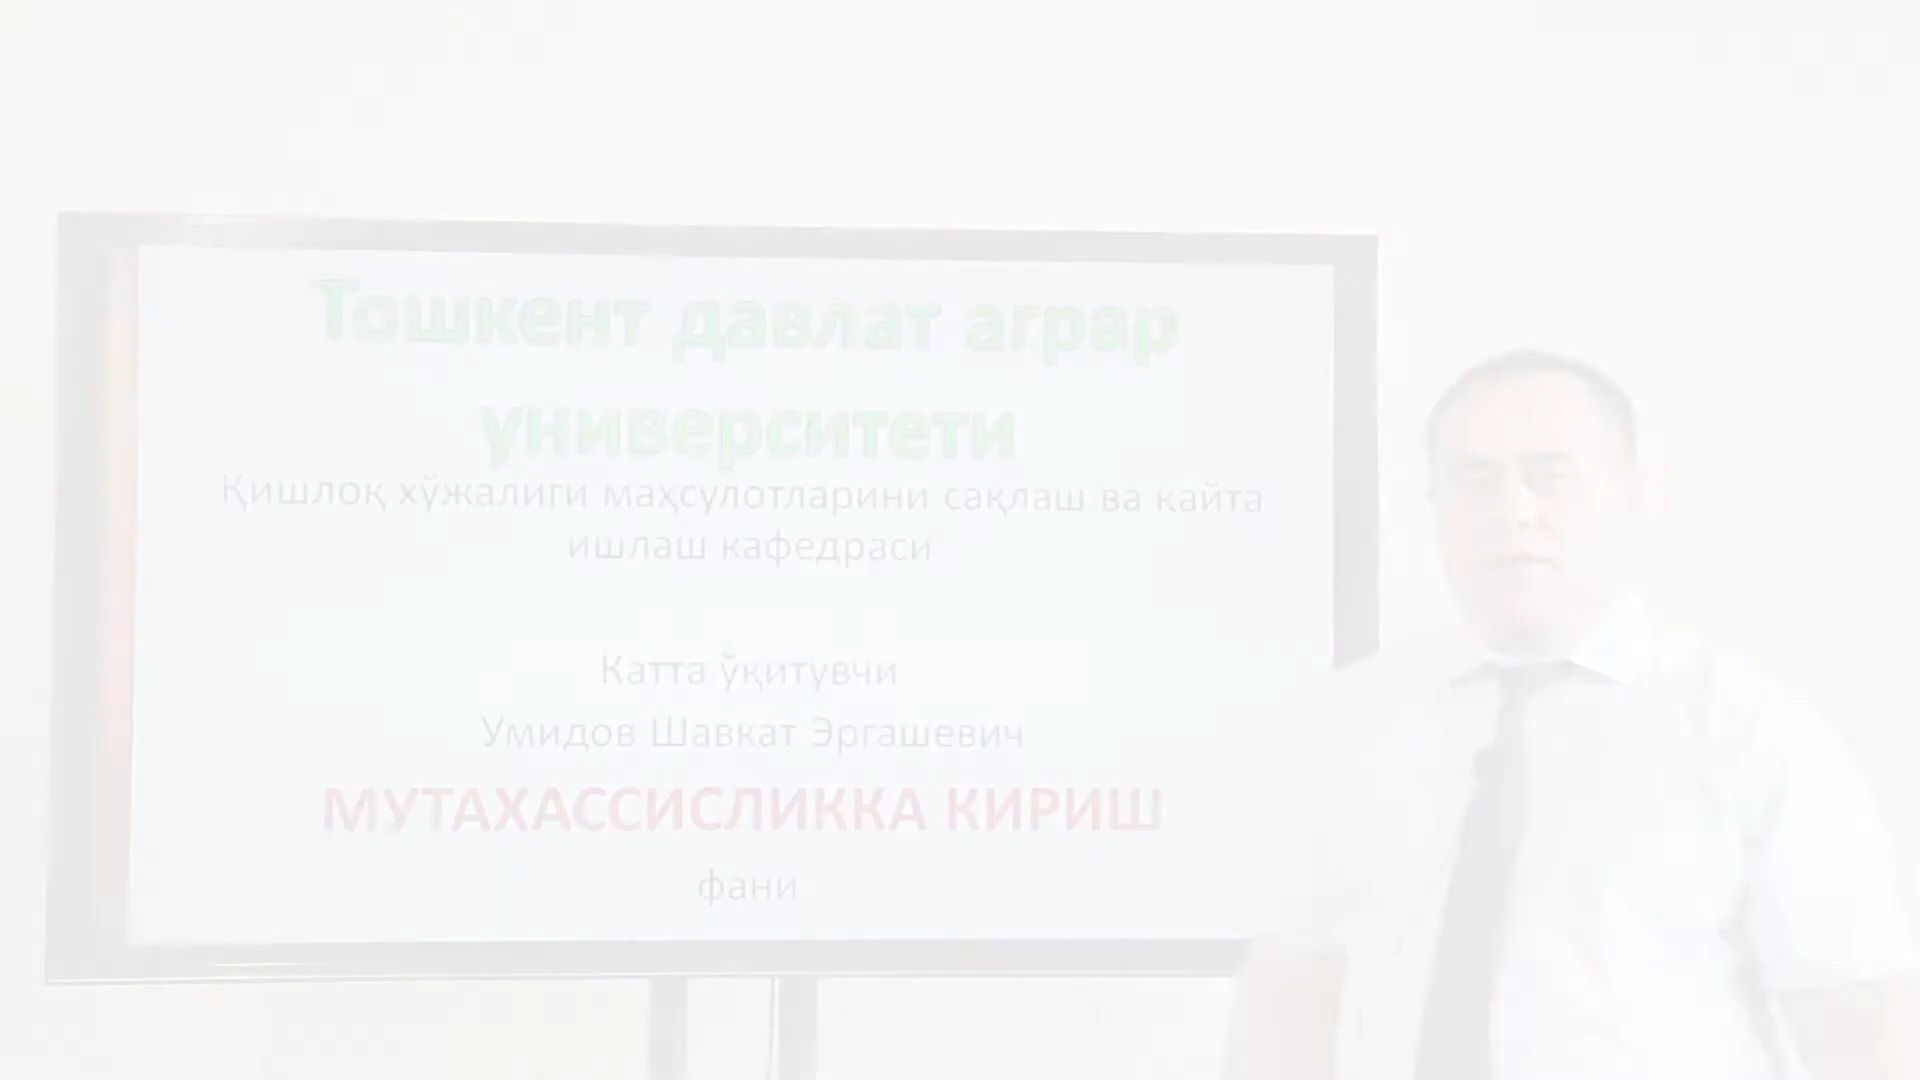 Тошкент давлат аграр
университети
Қишлоқ хўжалиги маҳсулотларини сақлаш ва кайта
ишлаш кафедраси
Катта ўқитувчи
Умидов Шавкат Эргашевич
МУТАХАССИСЛИККА КИРИШ
фани